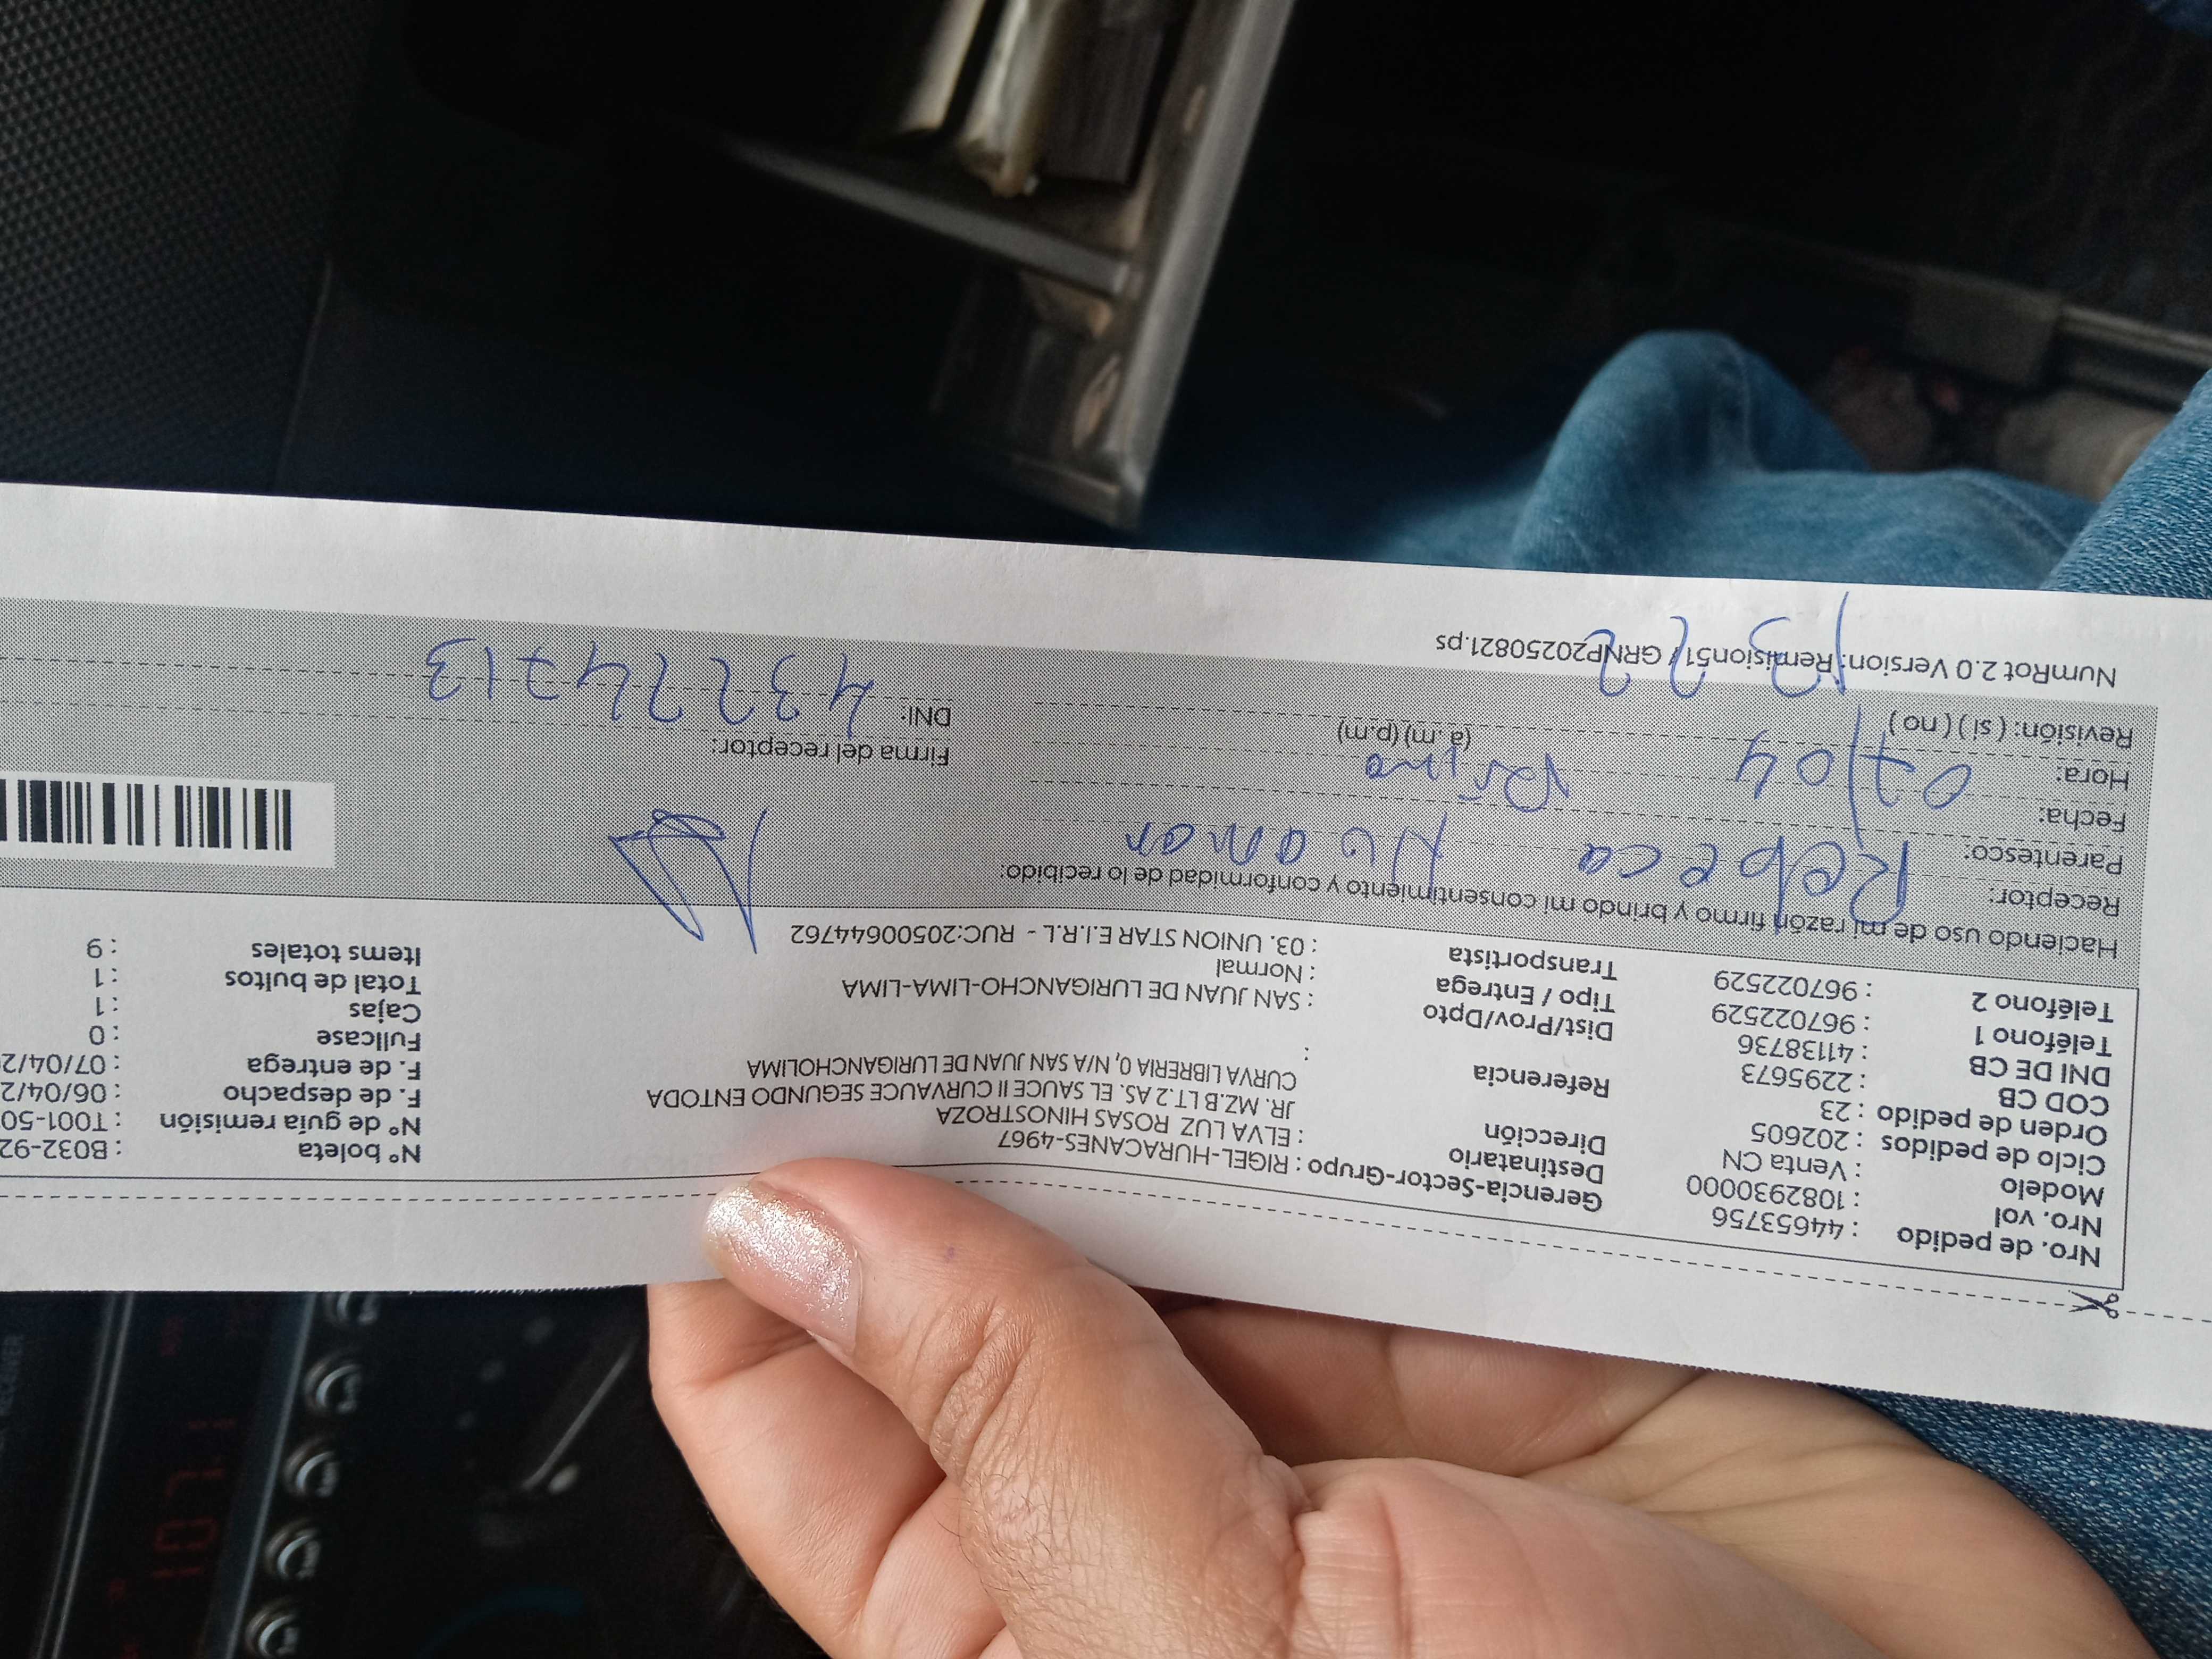 Nro. de pedido : 44653756
Nro. vol : 1082930000
Modelo : Venta CN
Ciclo de pedidos : 202605
Orden de pedido : 23
COD CB : 2295673
DNI DE CB : 41138736
Teléfono 1 : 967022529
Teléfono 2 : 967022529
Gerencia-Sector-Grupo : RIGEL-HURACANES-4967
Destinatario : ELVA LUZ ROSAS HINOSTROZA
Dirección : JR. MZ.B LT.2 AS. EL SAUCE II CURVAUCE SEGUNDO ENTODA
CURVA LIBRERIA 0, N/A SAN JUAN DE LURIGANCHOLIMA
Referencia :
Dist/Prov/Dpto : SAN JUAN DE LURIGANCHO-LIMA-LIMA
Tipo / Entrega : Normal
Transportista : 03. UNION STAR E.I.R.L - RUC:20500644762
N° boleta : B032-92
N° de guía remisión : T001-50
F. de despacho : 06/04/2
F. de entrega : 07/04/2
Fullcase : 0
Cajas : 1
Total de bultos : 1
Items totales : 9
Haciendo uso de mi razón firmo y brindo mi consentimiento y conformidad de lo recibido:
Receptor: Rebeca Huaman
Parentesco:
Fecha: 07/04
Hora: (a.m) (p.m)
Revisión: ( si ) ( no )
Firma del receptor:
DNI: 43274713
NumRot 2.0 Version: Remision51 / GRNP20250821.ps